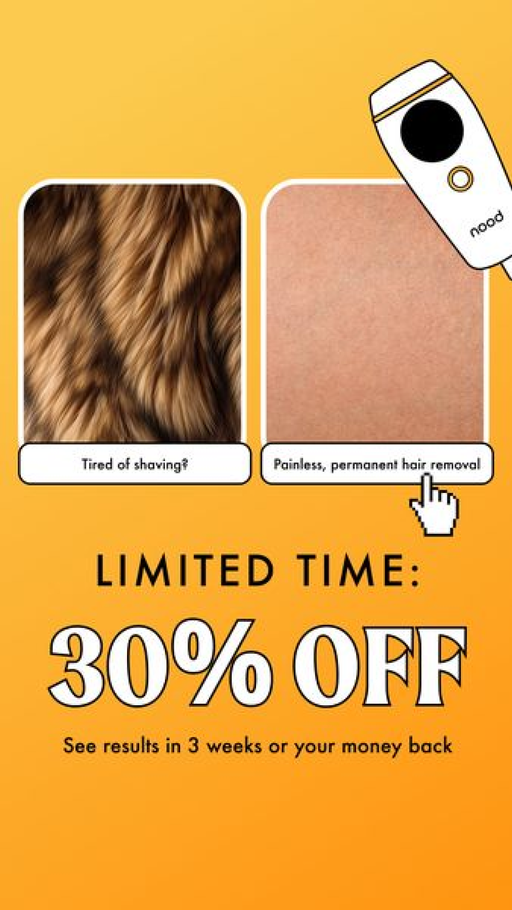 nood
Tired of shaving?
Painless, permanent hair removal
LIMITED TIME:
30% OFF
See results in 3 weeks or your money back